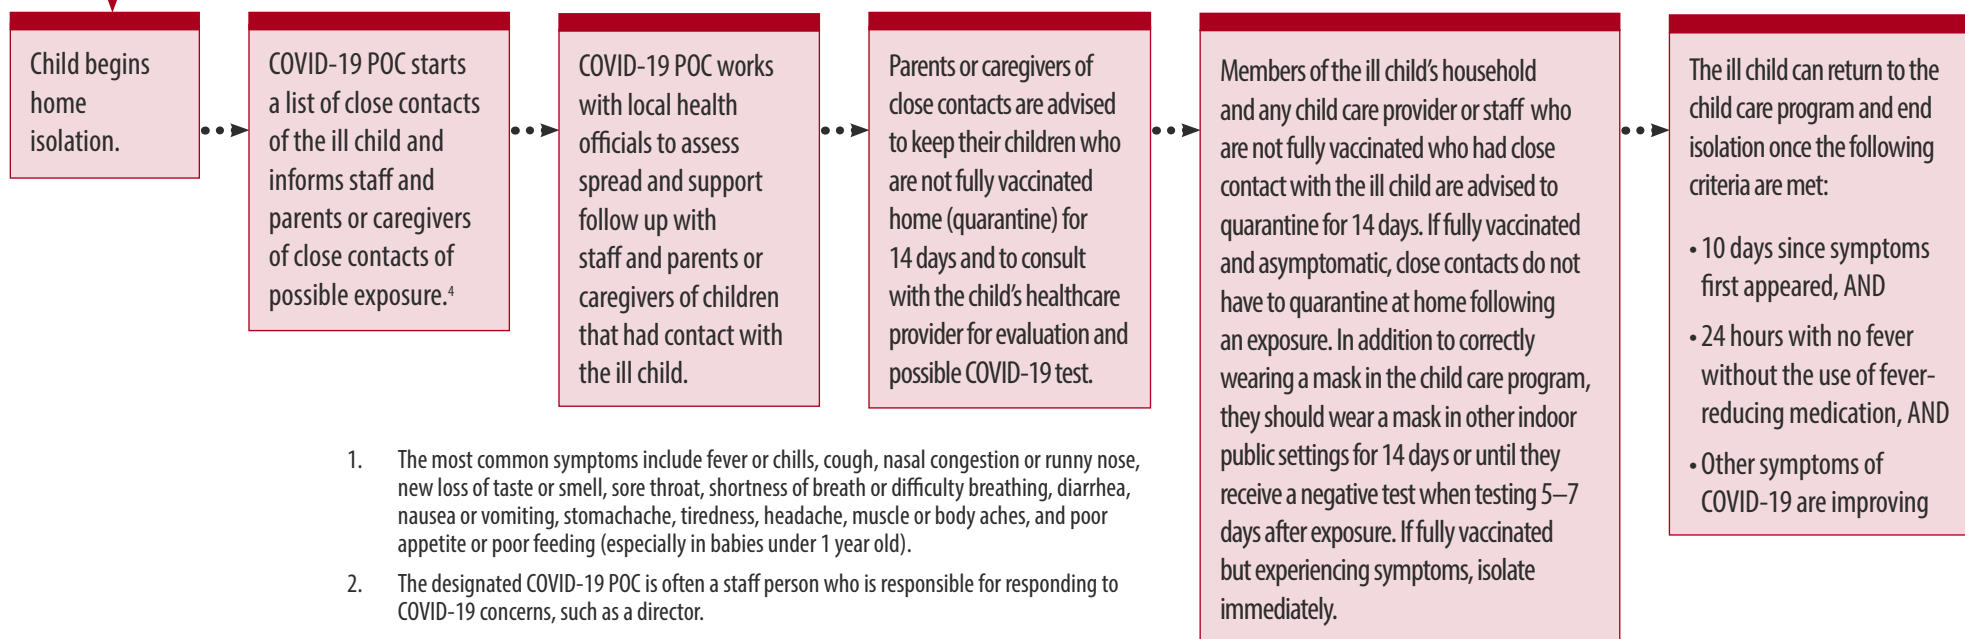 Child begins
home
isolation.
COVID-19 POC starts
a list of close contacts
of the ill child and
informs staff and
parents or caregivers
of close contacts of
possible exposure.⁴
COVID-19 POC works
with local health
officials to assess
spread and support
follow up with
staff and parents or
caregivers of children
that had contact with
the ill child.
Parents or caregivers of
close contacts are advised
to keep their children who
are not fully vaccinated
home (quarantine) for
14 days and to consult
with the child’s healthcare
provider for evaluation and
possible COVID-19 test.
Members of the ill child’s household
and any child care provider or staff who
are not fully vaccinated who had close
contact with the ill child are advised to
quarantine for 14 days. If fully vaccinated
and asymptomatic, close contacts do not
have to quarantine at home following
an exposure. In addition to correctly
wearing a mask in the child care program,
they should wear a mask in other indoor
public settings for 14 days or until they
receive a negative test when testing 5–7
days after exposure. If fully vaccinated
but experiencing symptoms, isolate
immediately.
The ill child can return to the
child care program and end
isolation once the following
criteria are met:
• 10 days since symptoms
first appeared, AND
• 24 hours with no fever
without the use of fever-
reducing medication, AND
• Other symptoms of
COVID-19 are improving
1. The most common symptoms include fever or chills, cough, nasal congestion or runny nose,
new loss of taste or smell, sore throat, shortness of breath or difficulty breathing, diarrhea,
nausea or vomiting, stomachache, tiredness, headache, muscle or body aches, and poor
appetite or poor feeding (especially in babies under 1 year old).
2. The designated COVID-19 POC is often a staff person who is responsible for responding to
COVID-19 concerns, such as a director.